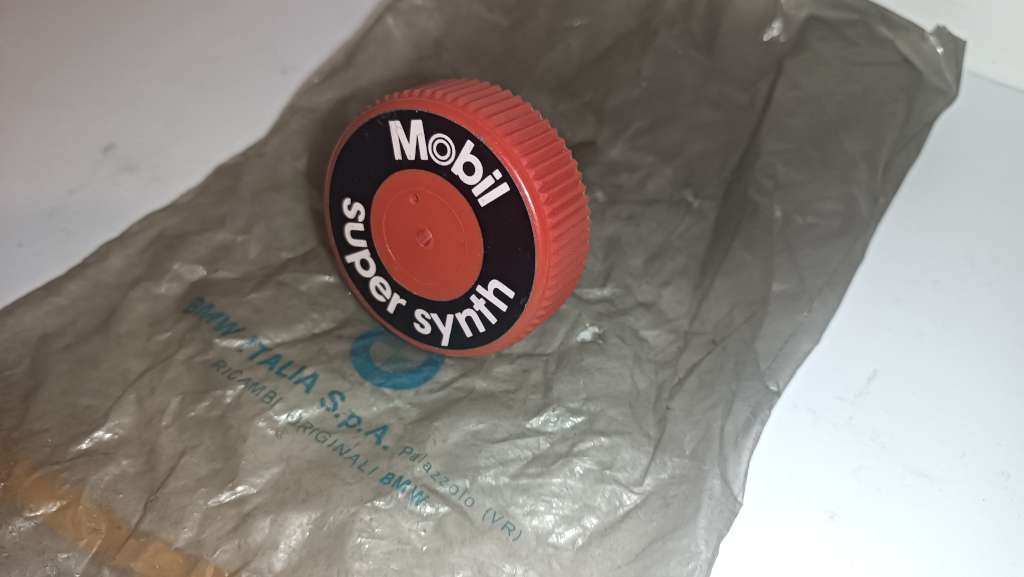 Mobil
super synth
BMW ITALIA S.p.A. Palazzolo (VR)
RICAMBI ORIGINALI BMW